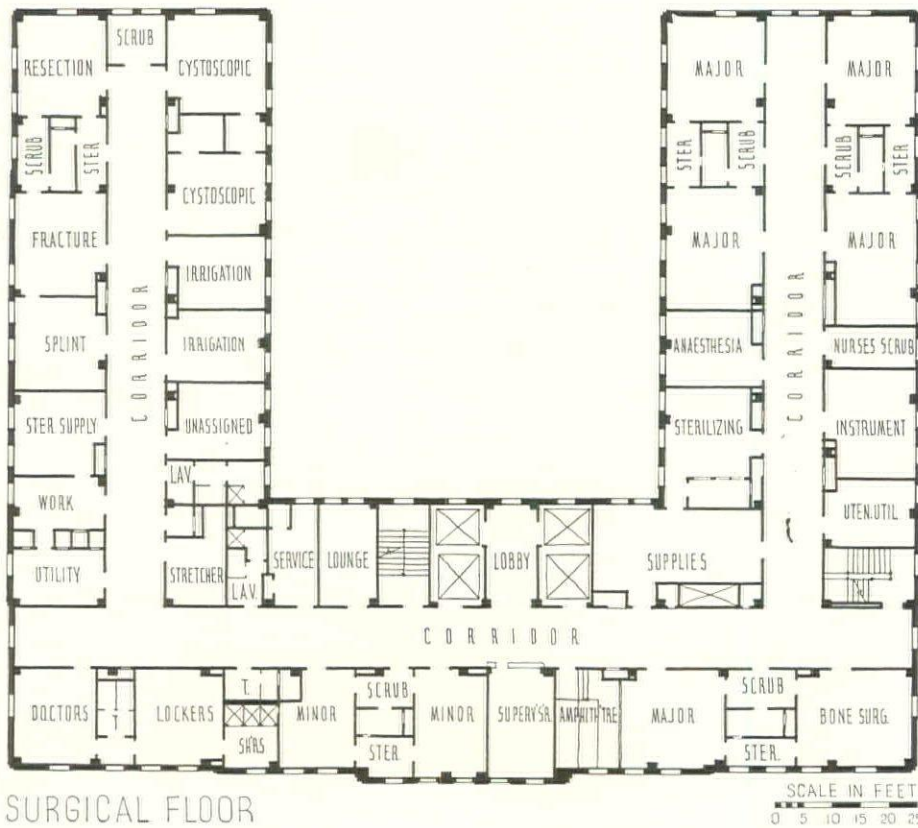 SCRUB
RESECTION
CYSTOSCOPIC
MAJOR
MAJOR
SCRUB
STER
STER
SCRUB
SCRUB
STER
CYSTOSCOPIC
FRACTURE
MAJOR
MAJOR
IRRIGATION
CORRIDOR
CORRIDOR
SPLINT
IRRIGATION
ANAESTHESIA
NURSES SCRUB
STER. SUPPLY
UNASSIGNED
STERILIZING
INSTRUMENT
LAV.
WORK
UTEN. UTIL
UTILITY
STRETCHER
LAV.
SERVICE
LOUNGE
LOBBY
SUPPLIES
CORRIDOR
DOCTORS
T.
LOCKERS
T.
SH'RS
MINOR
SCRUB
STER.
MINOR
SUPERV'S'R.
AMPHITH'TRE
MAJOR
SCRUB
STER.
BONE SURG.
SURGICAL FLOOR
SCALE IN FEET
0 5 10 15 20 25